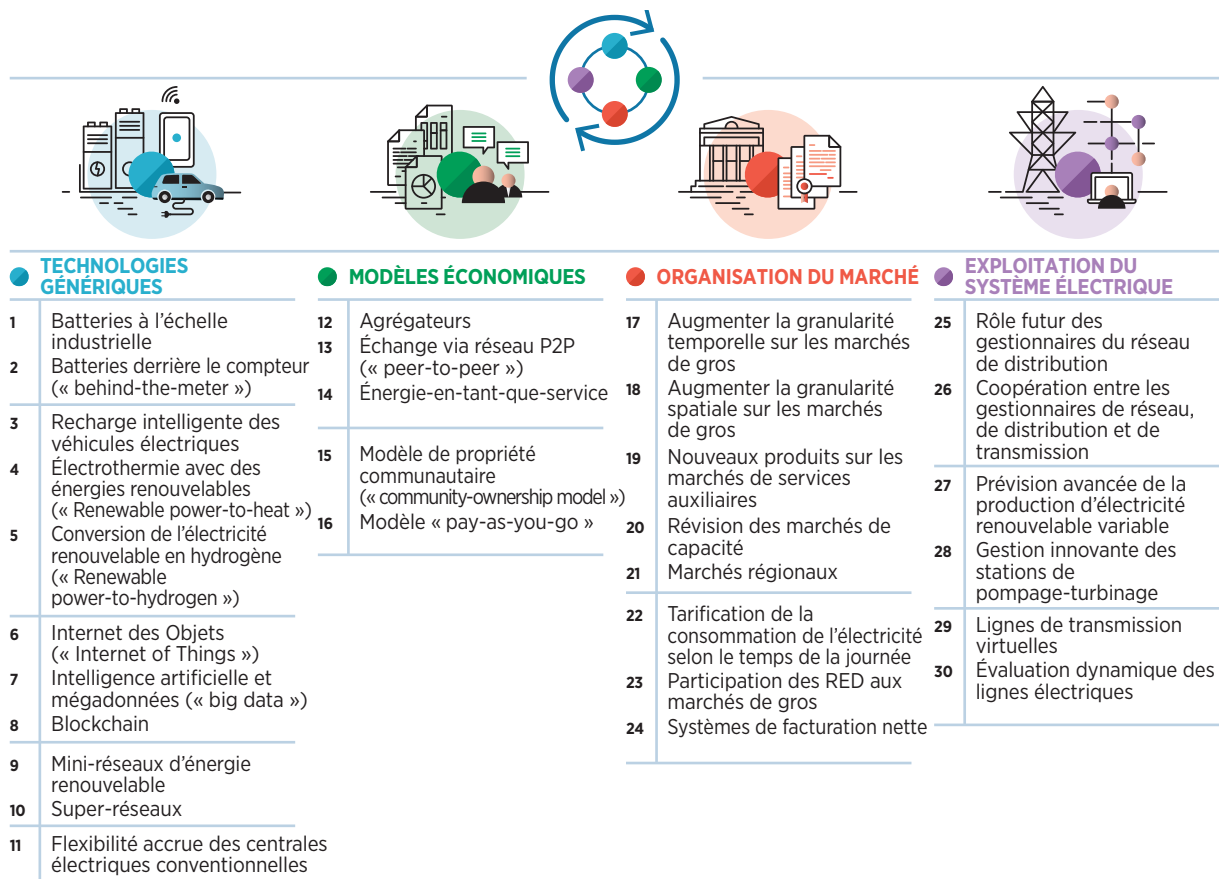 TECHNOLOGIES
GÉNÉRIQUES
1 Batteries à l'échelle
industrielle
2 Batteries derrière le compteur
(« behind-the-meter »)
3 Recharge intelligente des
véhicules électriques
4 Électrothermie avec des
énergies renouvelables
(« Renewable power-to-heat »)
5 Conversion de l'électricité
renouvelable en hydrogène
(« Renewable
power-to-hydrogen »)
6 Internet des Objets
(« Internet of Things »)
7 Intelligence artificielle et
mégadonnées (« big data »)
8 Blockchain
9 Mini-réseaux d'énergie
renouvelable
10 Super-réseaux
11 Flexibilité accrue des centrales
électriques conventionnelles
MODÈLES ÉCONOMIQUES
12 Agrégateurs
13 Échange via réseau P2P
(« peer-to-peer »)
14 Énergie-en-tant-que-service
15 Modèle de propriété
communautaire
(« community-ownership model »)
16 Modèle « pay-as-you-go »
ORGANISATION DU MARCHÉ
17 Augmenter la granularité
temporelle sur les marchés
de gros
18 Augmenter la granularité
spatiale sur les marchés
de gros
19 Nouveaux produits sur les
marchés de services
auxiliaires
20 Révision des marchés de
capacité
21 Marchés régionaux
22 Tarification de la
consommation de l'électricité
selon le temps de la journée
23 Participation des RED aux
marchés de gros
24 Systèmes de facturation nette
EXPLOITATION DU
SYSTÈME ÉLECTRIQUE
25 Rôle futur des
gestionnaires du réseau
de distribution
26 Coopération entre les
gestionnaires de réseau,
de distribution et de
transmission
27 Prévision avancée de la
production d'électricité
renouvelable variable
28 Gestion innovante des
stations de
pompage-turbinage
29 Lignes de transmission
virtuelles
30 Évaluation dynamique des
lignes électriques